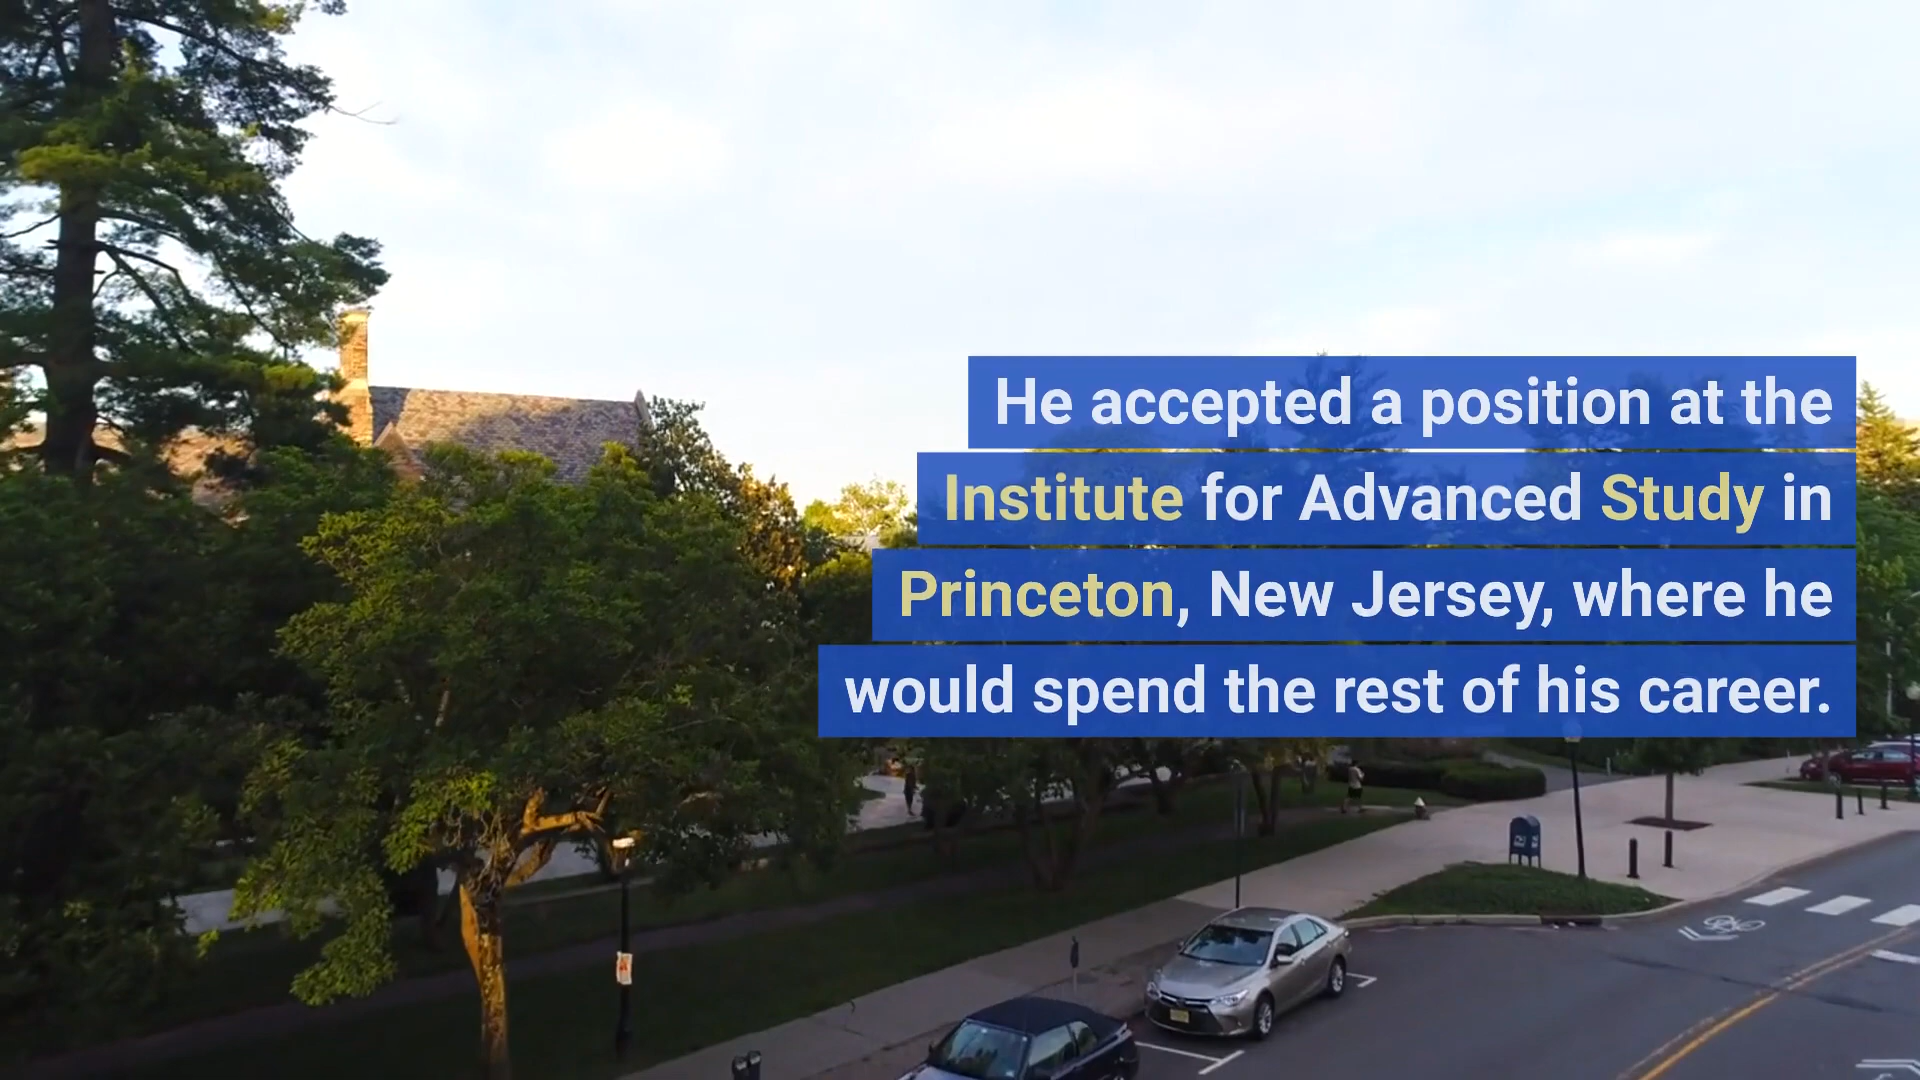 He accepted a position at the
Institute for Advanced Study in
Princeton, New Jersey, where he
would spend the rest of his career.